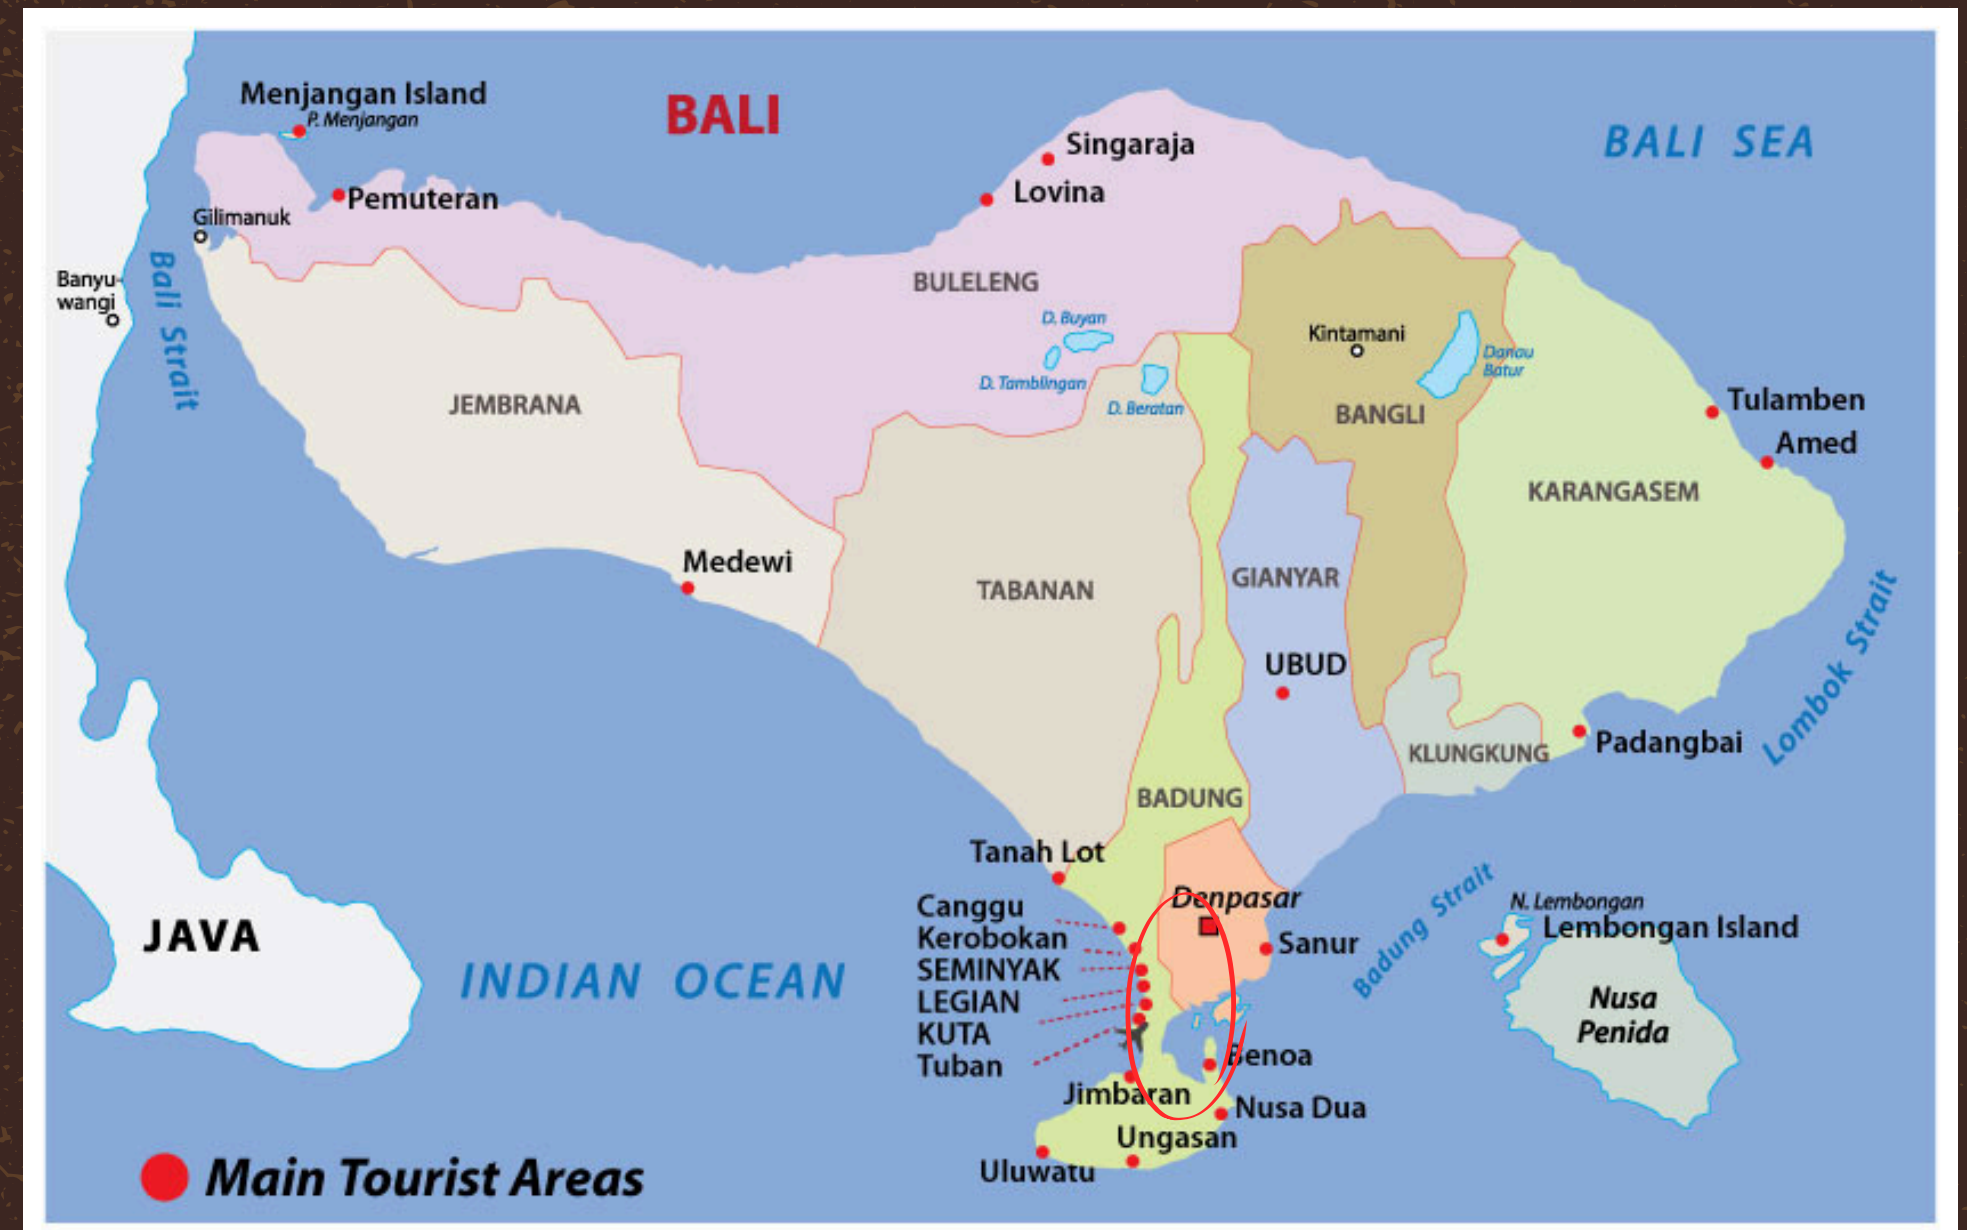 Menjangan Island
P. Menjangan
BALI
Singaraja
BALI SEA
Lovina
Pemuteran
Gilimanuk
Banyu-
wangi
Bali Strait
BULELENG
D. Buyan
D. Tamblingan
D. Beratan
Kintamani
Danau
Batur
BANGLI
JEMBRANA
Tulamben
Amed
KARANGASEM
Medewi
TABANAN
GIANYAR
UBUD
Lombok Strait
KLUNGKUNG
Padangbai
BADUNG
Tanah Lot
Denpasar
Canggu
Kerobokan
SEMINYAK
LEGIAN
KUTA
Tuban
Sanur
Badung Strait
N. Lembongan
Lembongan Island
Nusa
Penida
JAVA
INDIAN OCEAN
Benoa
Jimbaran
Nusa Dua
Ungasan
Uluwatu
Main Tourist Areas